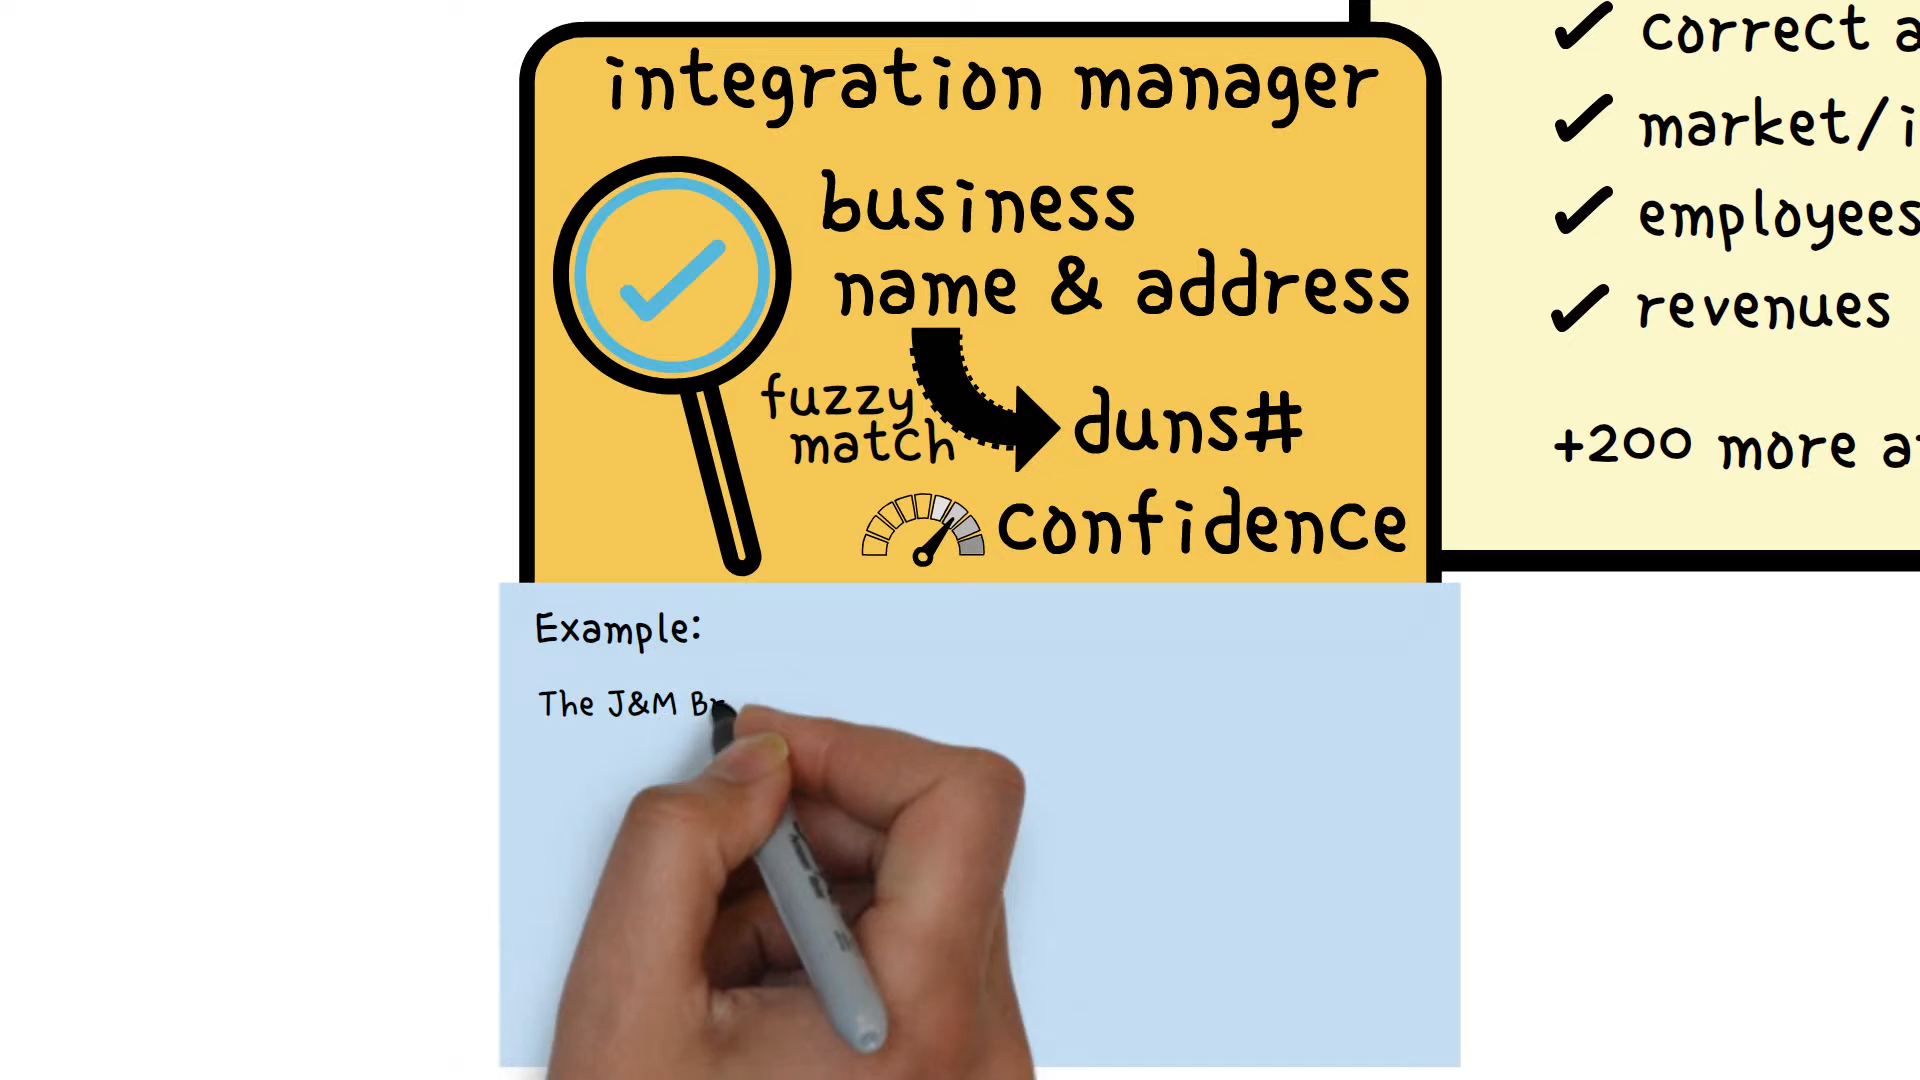 integration manager
business
name & address
fuzzy
match
duns#
confidence
correct
market/
employees
revenues
+200 more
Example:
The J&M